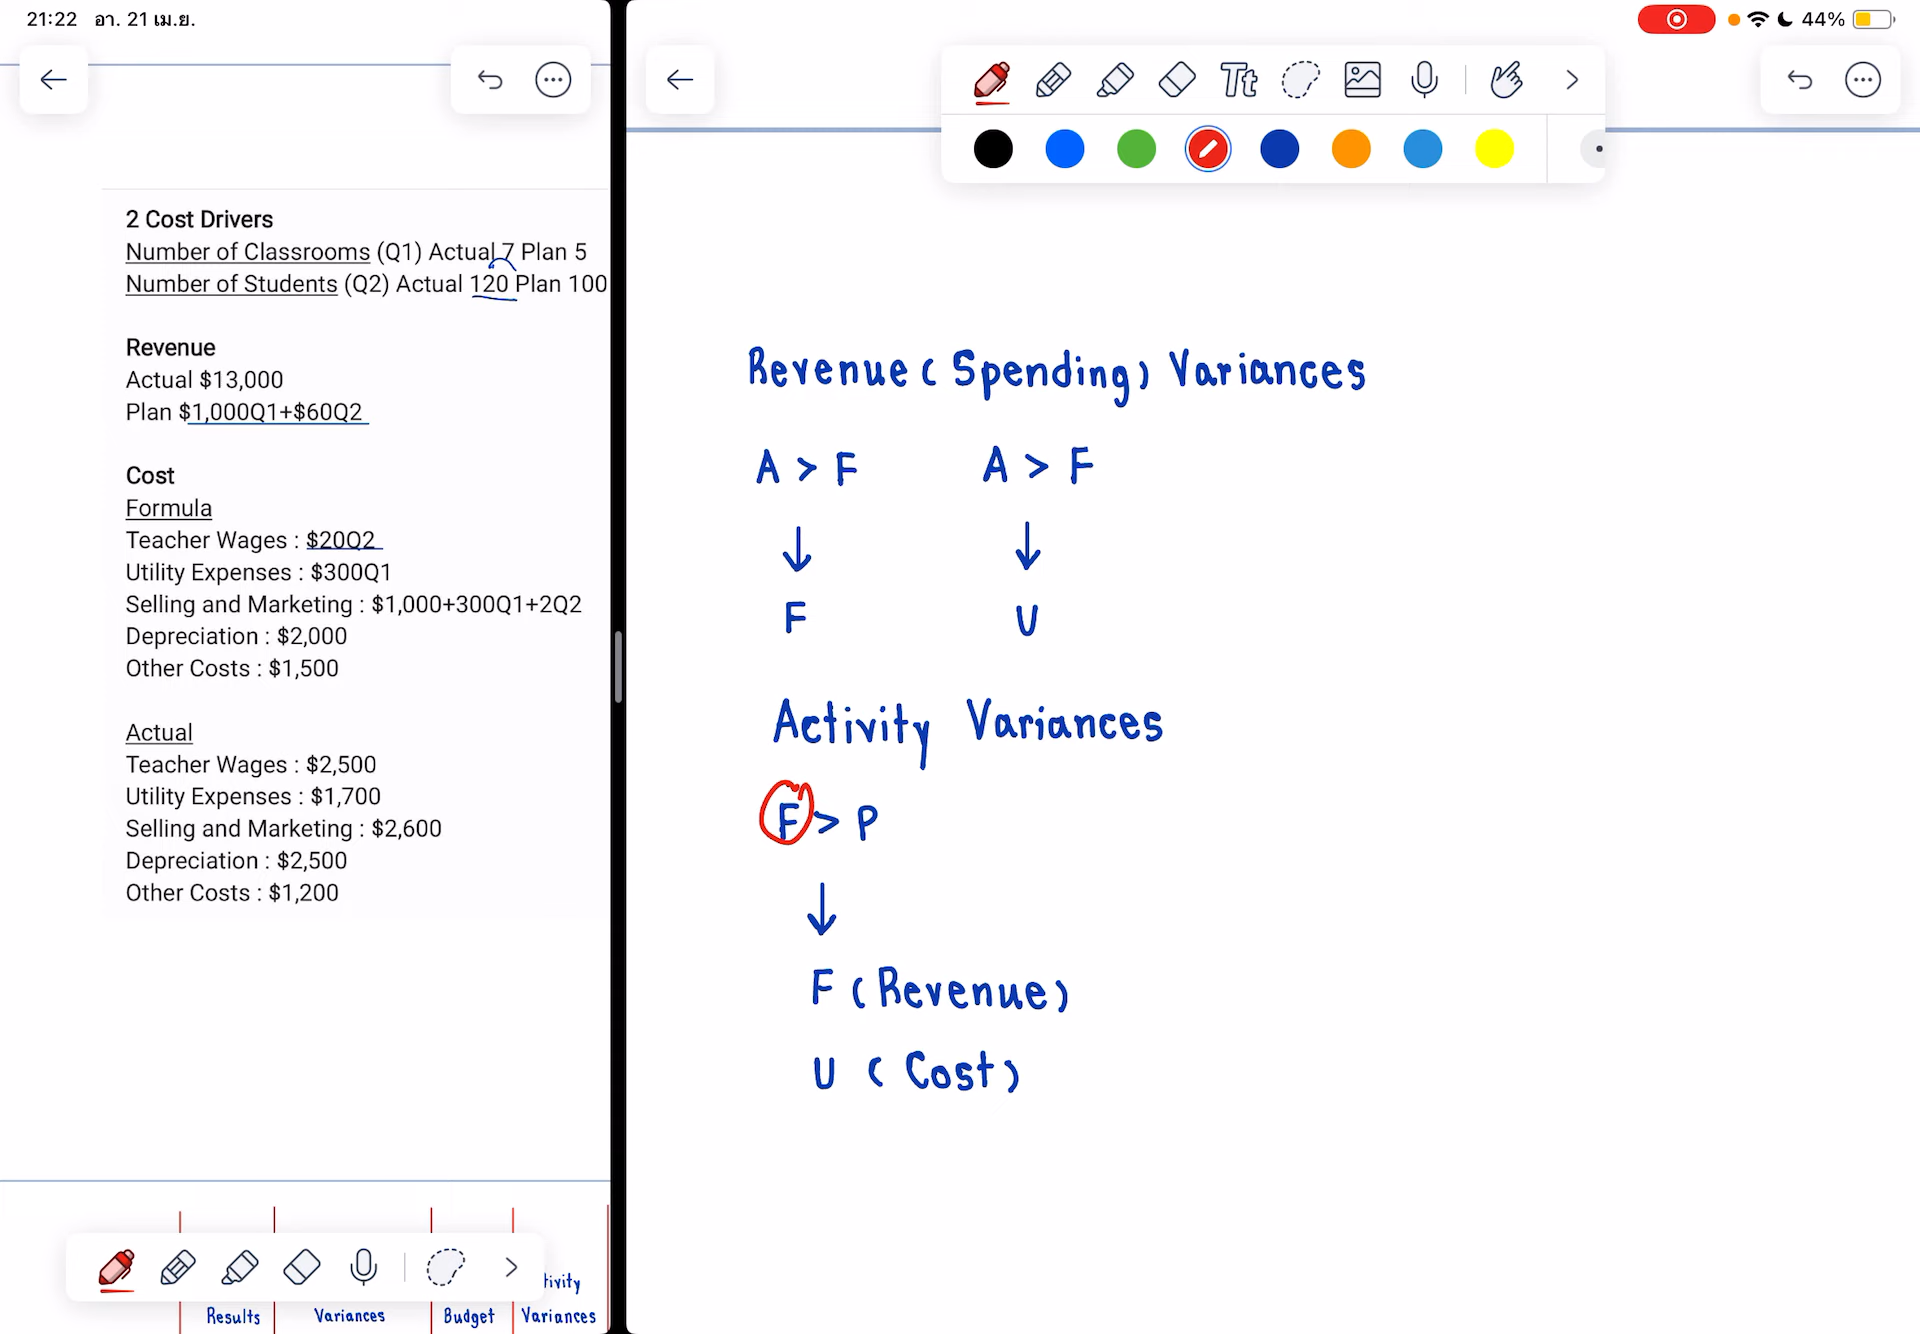 21:22 อา. 21 เม.ย.
44%
2 Cost Drivers
Number of Classrooms (Q1) Actual 7 Plan 5
Number of Students (Q2) Actual 120 Plan 100
Revenue
Actual $13,000
Plan $1,000Q1+$60Q2
Cost
Formula
Teacher Wages : $20Q2
Utility Expenses : $300Q1
Selling and Marketing : $1,000+300Q1+2Q2
Depreciation : $2,000
Other Costs : $1,500
Actual
Teacher Wages : $2,500
Utility Expenses : $1,700
Selling and Marketing : $2,600
Depreciation : $2,500
Other Costs : $1,200
tivity
Results Variances Budget Variances
Tt
Revenue (Spending) Variances
A > F A > F
↓ ↓
F U
Activity Variances
F > P
↓
F (Revenue)
U (Cost)